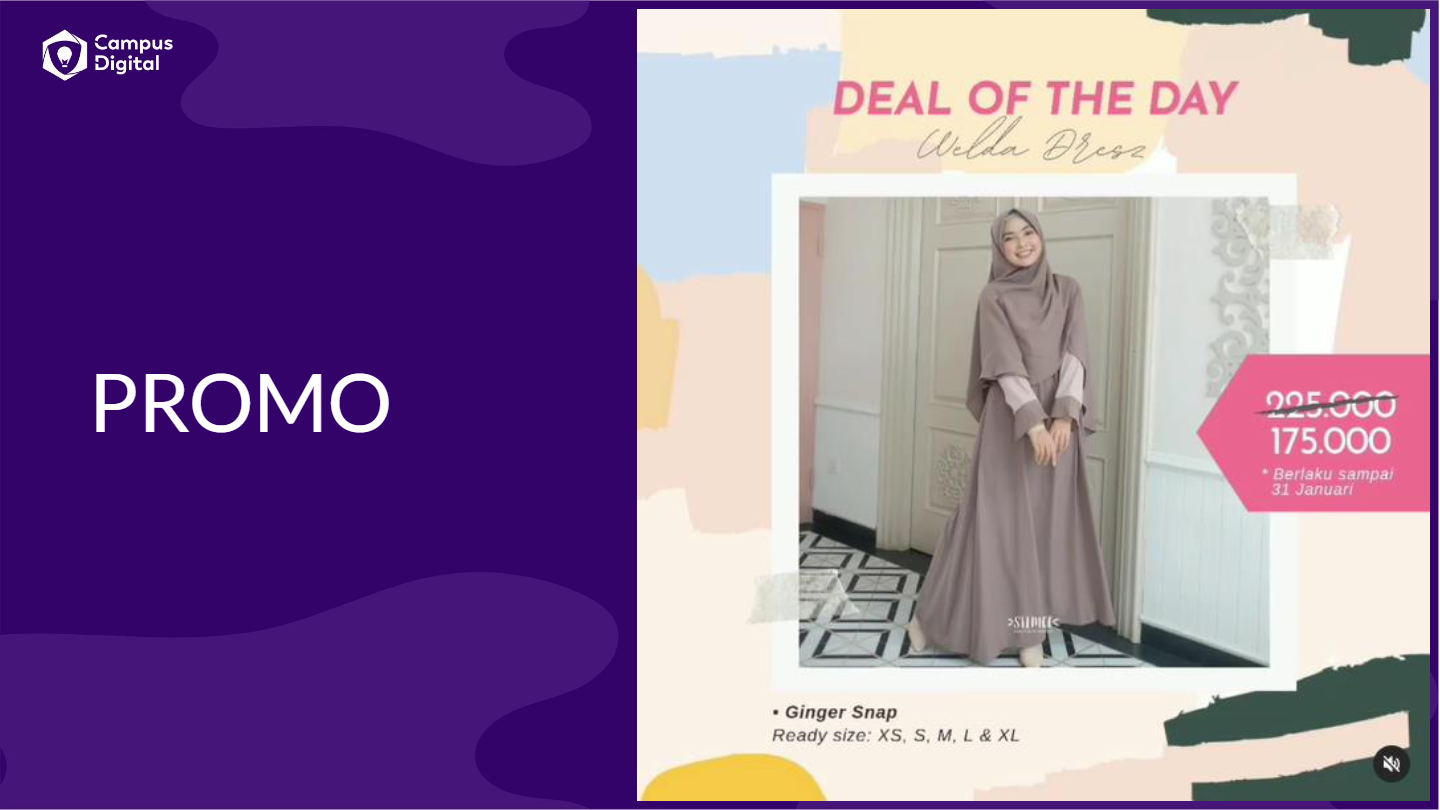 Campus
Digital
PROMO
DEAL OF THE DAY
Welda Dress
225.000
175.000
* Berlaku sampai
31 Januari
• Ginger Snap
Ready size: XS, S, M, L & XL